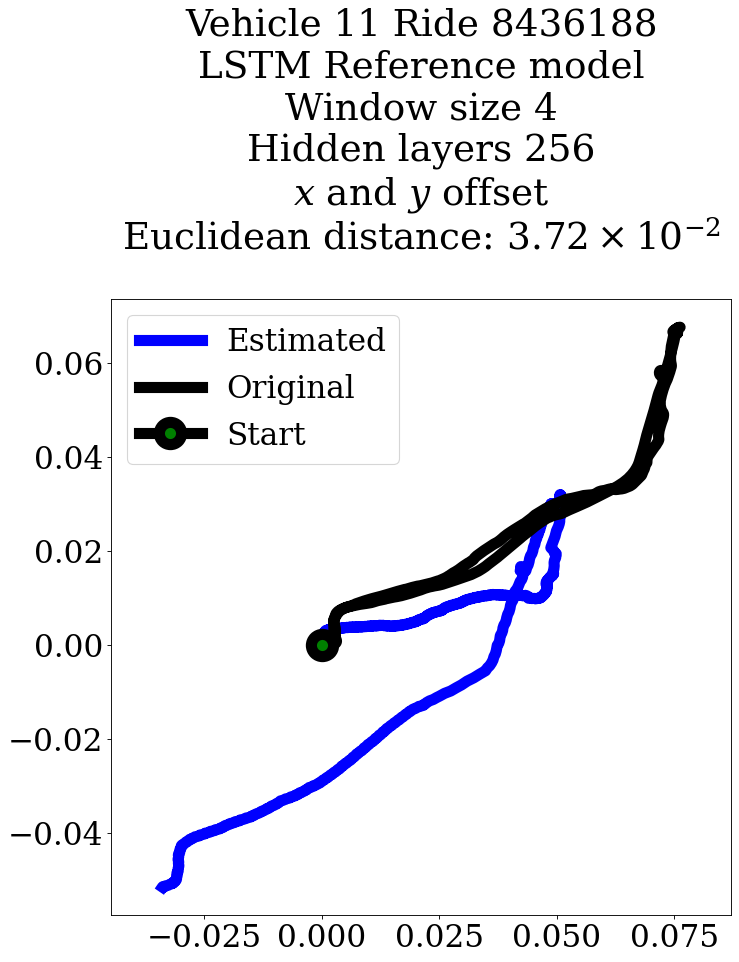 Vehicle 11 Ride 8436188
LSTM Reference model
Window size 4
Hidden layers 256
x and y offset
Euclidean distance: 3.72 × 10⁻²
Estimated
Original
Start
0.06
0.04
0.02
0.00
−0.02
−0.04
−0.025 0.000 0.025 0.050 0.075